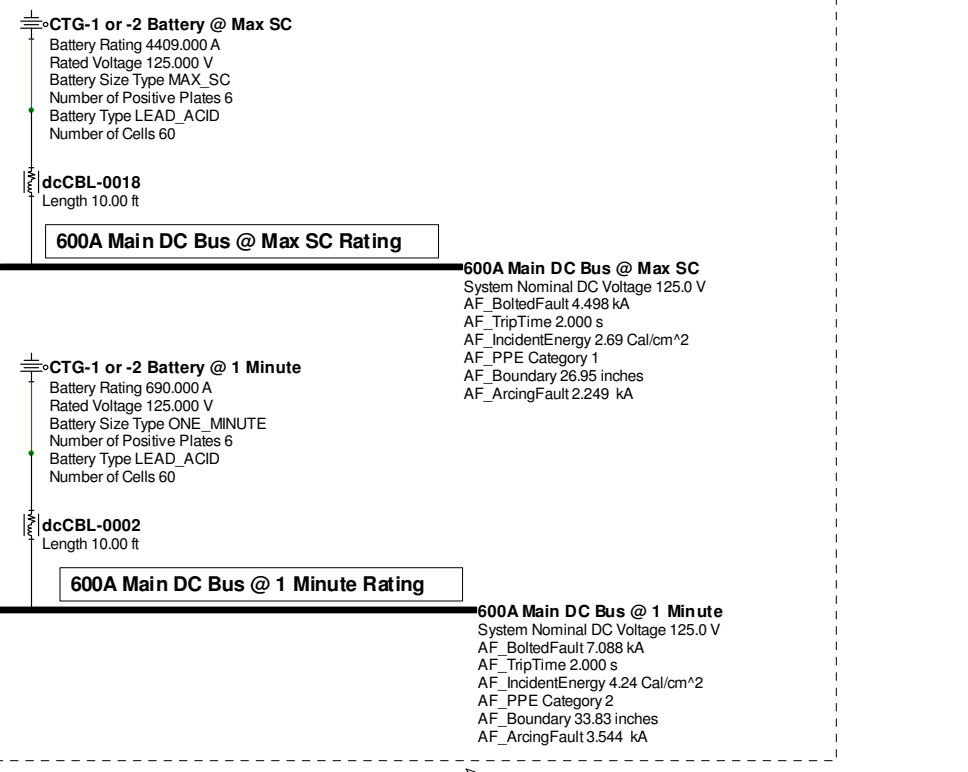 CTG-1 or -2 Battery @ Max SC
Battery Rating 4409.000 A
Rated Voltage 125.000 V
Battery Size Type MAX_SC
Number of Positive Plates 6
Battery Type LEAD_ACID
Number of Cells 60
dcCBL-0018
Length 10.00 ft
600A Main DC Bus @ Max SC Rating
600A Main DC Bus @ Max SC
System Nominal DC Voltage 125.0 V
AF_BoltedFault 4.498 kA
AF_TripTime 2.000 s
AF_IncidentEnergy 2.69 Cal/cm^2
AF_PPE Category 1
AF_Boundary 26.95 inches
AF_ArcingFault 2.249 kA
CTG-1 or -2 Battery @ 1 Minute
Battery Rating 690.000 A
Rated Voltage 125.000 V
Battery Size Type ONE_MINUTE
Number of Positive Plates 6
Battery Type LEAD_ACID
Number of Cells 60
dcCBL-0002
Length 10.00 ft
600A Main DC Bus @ 1 Minute Rating
600A Main DC Bus @ 1 Minute
System Nominal DC Voltage 125.0 V
AF_BoltedFault 7.088 kA
AF_TripTime 2.000 s
AF_IncidentEnergy 4.24 Cal/cm^2
AF_PPE Category 2
AF_Boundary 33.83 inches
AF_ArcingFault 3.544 kA